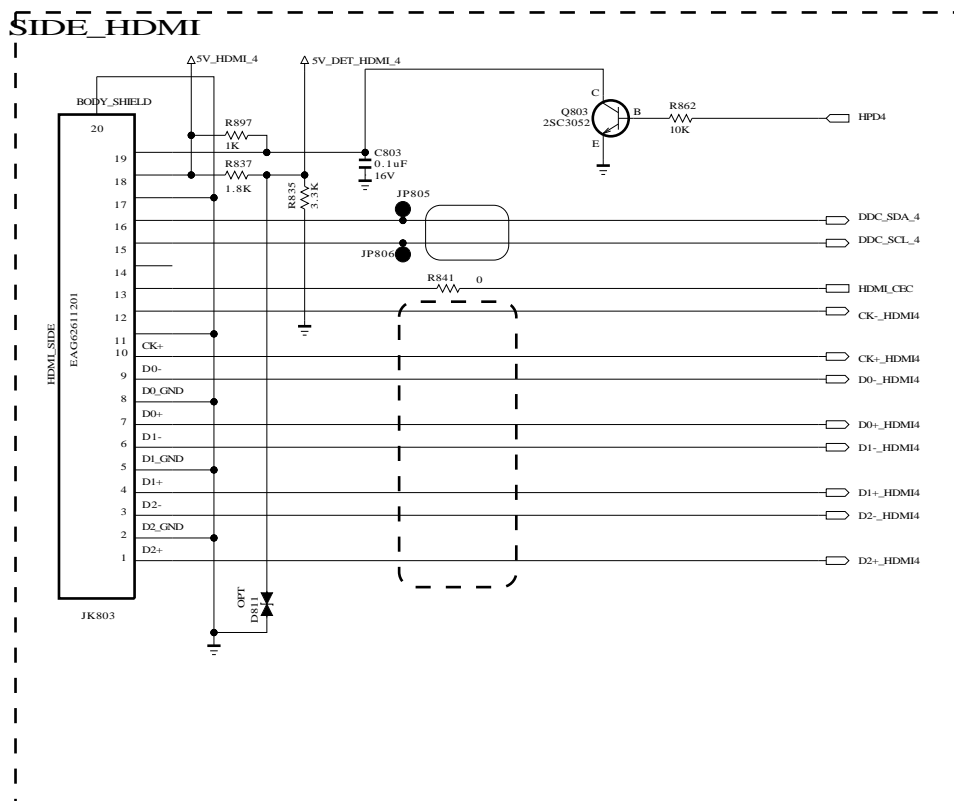 SIDE_HDMI
5V_HDMI_4
5V_DET_HDMI_4
BODY_SHIELD
20
R897
1K
C
Q803
2SC3052
B
E
R862
10K
HPD4
19
C803
0.1uF
16V
R837
1.8K
18
R835
3.3K
17
JP805
16
DDC_SDA_4
15
DDC_SCL_4
JP806
14
R841
0
13
HDMI_CEC
12
CK-_HDMI4
HDMI_SIDE
EAG62611201
11
CK+
10
CK+_HDMI4
D0-
9
D0-_HDMI4
D0_GND
8
D0+
7
D0+_HDMI4
D1-
6
D1-_HDMI4
D1_GND
5
D1+
4
D1+_HDMI4
D2-
3
D2-_HDMI4
D2_GND
2
D2+
1
D2+_HDMI4
OPT
D811
JK803